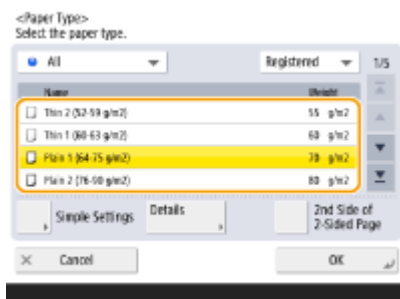 <Paper Type>
Select the paper type.
All
Registered
1/5
Name Weight
Thin 2 (52-59 g/m2) 55 g/m2
Thin 1 (60-63 g/m2) 60 g/m2
Plain 1 (64-75 g/m2) 70 g/m2
Plain 2 (76-90 g/m2) 80 g/m2
Simple Settings
Details
2nd Side of
2-Sided Page
Cancel
OK